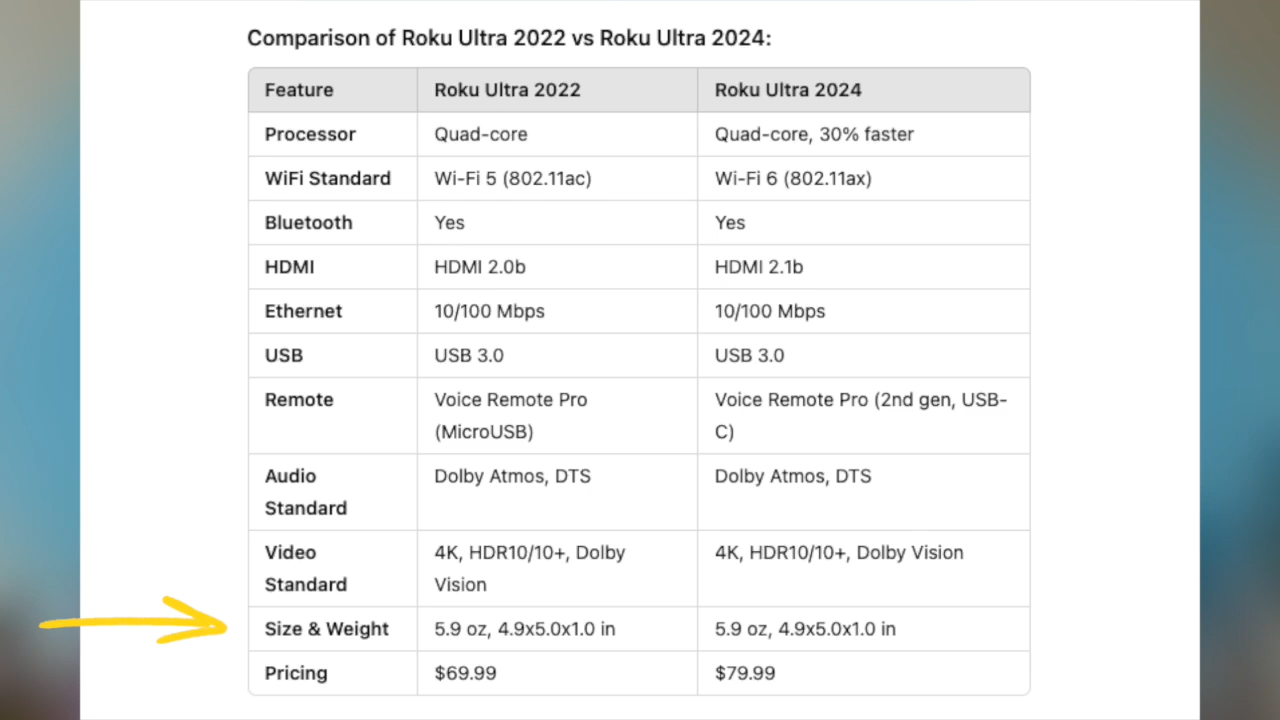 Comparison of Roku Ultra 2022 vs Roku Ultra 2024:
Feature Roku Ultra 2022 Roku Ultra 2024
Processor Quad-core Quad-core, 30% faster
WiFi Standard Wi-Fi 5 (802.11ac) Wi-Fi 6 (802.11ax)
Bluetooth Yes Yes
HDMI HDMI 2.0b HDMI 2.1b
Ethernet 10/100 Mbps 10/100 Mbps
USB USB 3.0 USB 3.0
Remote Voice Remote Pro Voice Remote Pro (2nd gen, USB-
(MicroUSB) C)
Audio Dolby Atmos, DTS Dolby Atmos, DTS
Standard
Video 4K, HDR10/10+, Dolby 4K, HDR10/10+, Dolby Vision
Standard Vision
Size & Weight 5.9 oz, 4.9x5.0x1.0 in 5.9 oz, 4.9x5.0x1.0 in
Pricing $69.99 $79.99